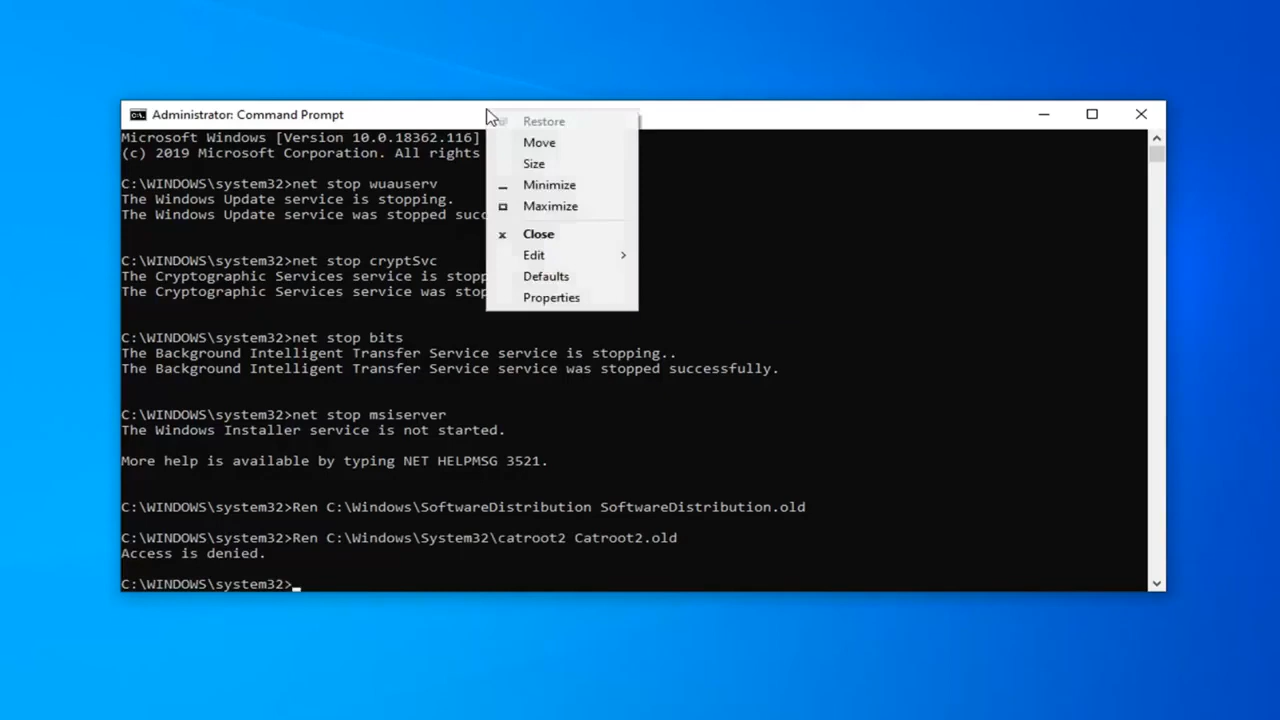 Administrator: Command Prompt
Microsoft Windows [Version 10.0.18362.116]
(c) 2019 Microsoft Corporation. All rights
C:\WINDOWS\system32>net stop wuauserv
The Windows Update service is stopping.
The Windows Update service was stopped succ
C:\WINDOWS\system32>net stop cryptSvc
The Cryptographic Services service is stopp
The Cryptographic Services service was stop
C:\WINDOWS\system32>net stop bits
The Background Intelligent Transfer Service service is stopping..
The Background Intelligent Transfer Service service was stopped successfully.
C:\WINDOWS\system32>net stop msiserver
The Windows Installer service is not started.
More help is available by typing NET HELPMSG 3521.
C:\WINDOWS\system32>Ren C:\Windows\SoftwareDistribution SoftwareDistribution.old
C:\WINDOWS\system32>Ren C:\Windows\System32\catroot2 Catroot2.old
Access is denied.
C:\WINDOWS\system32>
Restore
Move
Size
Minimize
Maximize
Close
Edit
Defaults
Properties